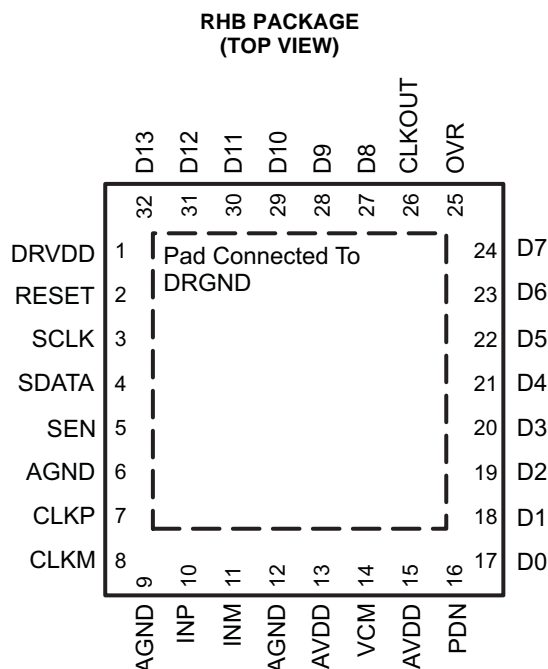 RHB PACKAGE
(TOP VIEW)
D13 D12 D11 D10 D9 D8 CLKOUT OVR
32 31 30 29 28 27 26 25
DRVDD 1 Pad Connected To 24 D7
DRGND
RESET 2 23 D6
SCLK 3 22 D5
SDATA 4 21 D4
SEN 5 20 D3
AGND 6 19 D2
CLKP 7 18 D1
CLKM 8 17 D0
9 10 11 12 13 14 15 16
AGND INP INM AGND AVDD VCM AVDD PDN